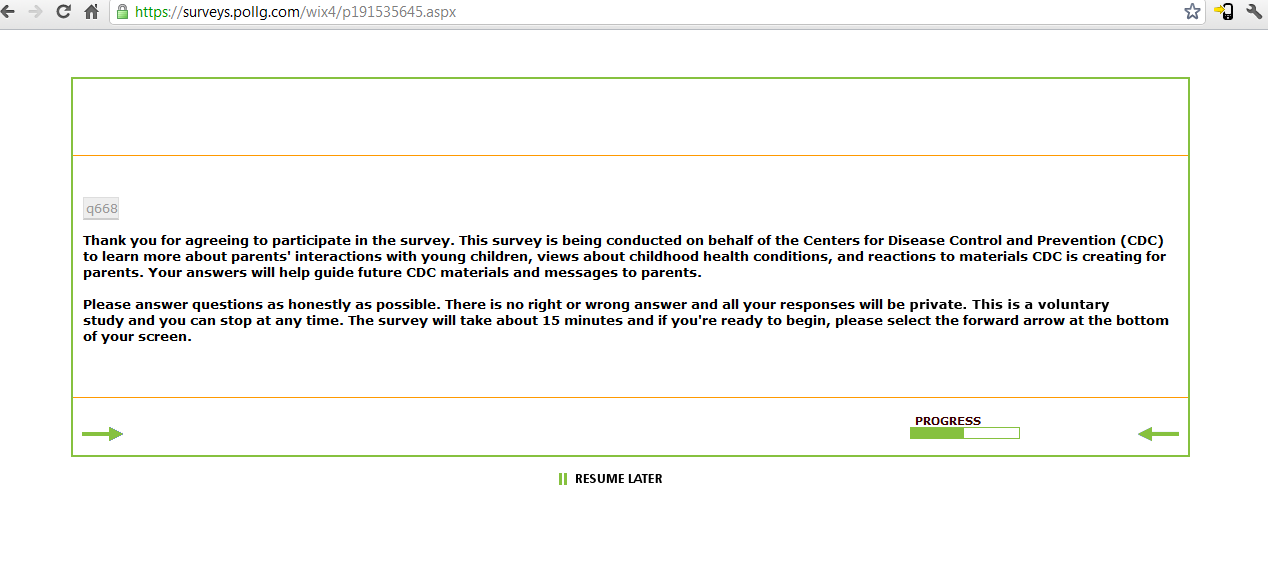 https://surveys.pollg.com/wix4/p191535645.aspx
q668
Thank you for agreeing to participate in the survey. This survey is being conducted on behalf of the Centers for Disease Control and Prevention (CDC)
to learn more about parents' interactions with young children, views about childhood health conditions, and reactions to materials CDC is creating for
parents. Your answers will help guide future CDC materials and messages to parents.
Please answer questions as honestly as possible. There is no right or wrong answer and all your responses will be private. This is a voluntary
study and you can stop at any time. The survey will take about 15 minutes and if you're ready to begin, please select the forward arrow at the bottom
of your screen.
PROGRESS
RESUME LATER